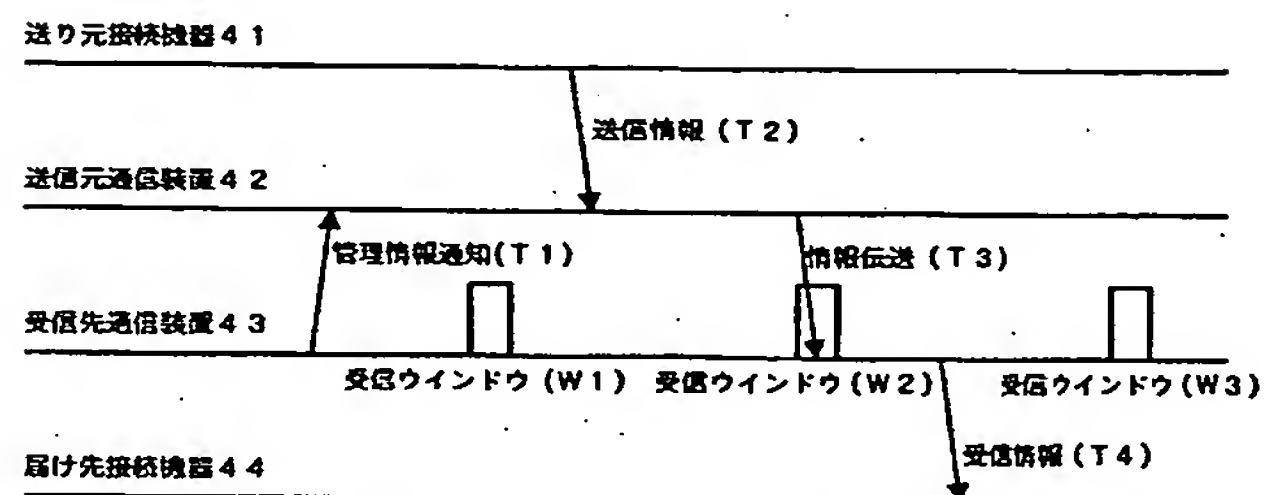 送り元接続機器41
送信情報(T2)
送信元通信装置42
管理情報通知(T1)
情報伝送(T3)
受信先通信装置43
受信ウインドウ(W1)
受信ウインドウ(W2)
受信ウインドウ(W3)
届け先接続機器44
受信情報(T4)